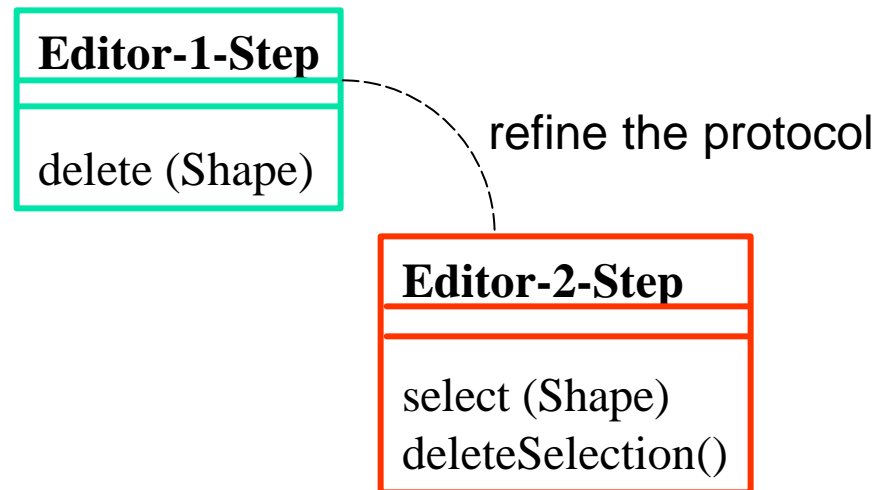 Editor-1-Step
delete (Shape)
refine the protocol
Editor-2-Step
select (Shape)
deleteSelection()